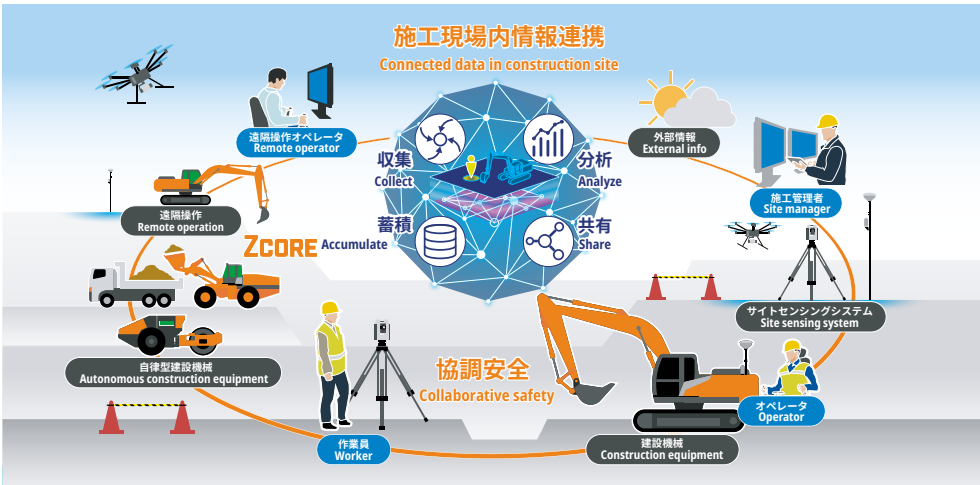 施工現場内情報連携
Connected data in construction site
遠隔操作オペレータ
Remote operator
外部情報
External info
収集
Collect
分析
Analyze
施工管理者
Site manager
遠隔操作
Remote operation
蓄積
Accumulate
共有
Share
ZCORE
サイトセンシングシステム
Site sensing system
自律型建設機械
Autonomous construction equipment
協調安全
Collaborative safety
オペレータ
Operator
作業員
Worker
建設機械
Construction equipment